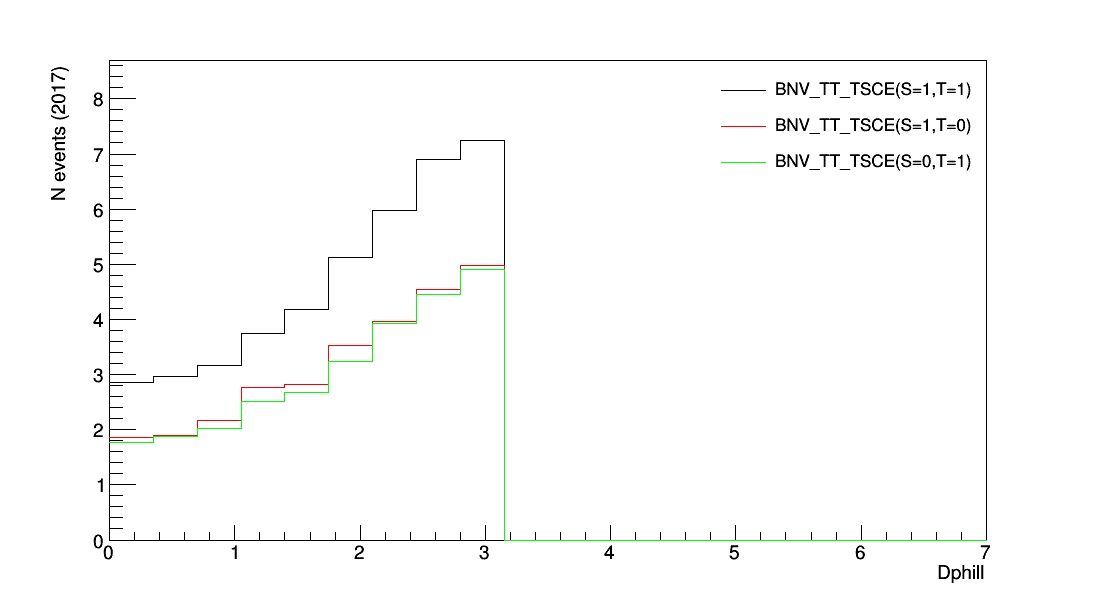 N events (2017)
8
7
6
5
4
3
2
1
0
BNV_TT_TSCE(S=1,T=1)
BNV_TT_TSCE(S=1,T=0)
BNV_TT_TSCE(S=0,T=1)
0 1 2 3 4 5 6 7
Dphill